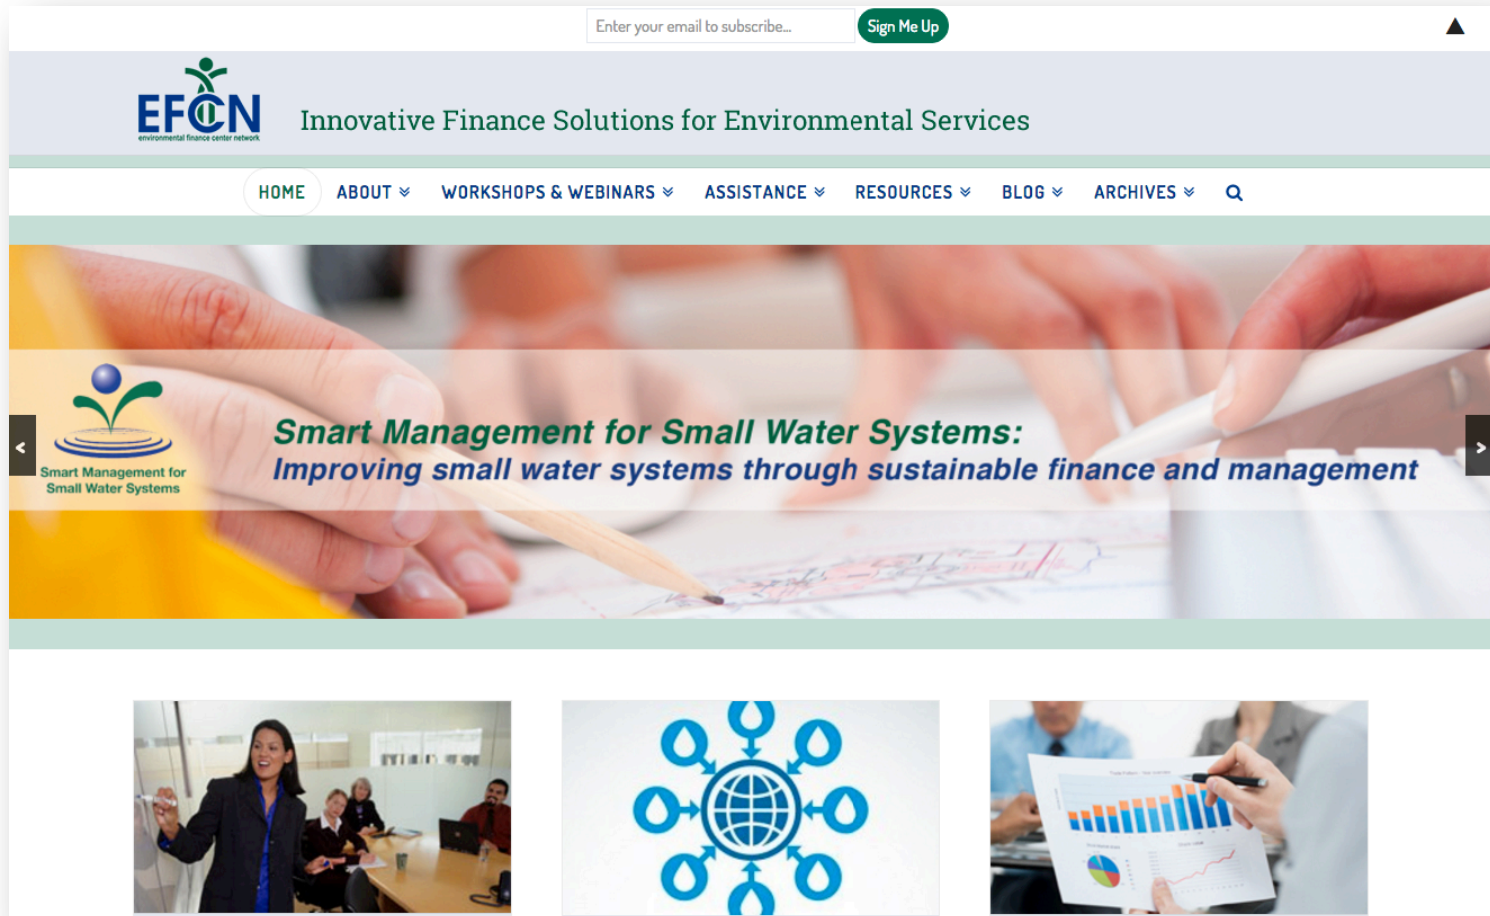 Enter your email to subscribe...
Sign Me Up
EFCN
environmental finance center network
Innovative Finance Solutions for Environmental Services
HOME
ABOUT
WORKSHOPS & WEBINARS
ASSISTANCE
RESOURCES
BLOG
ARCHIVES
Smart Management for Small Water Systems:
Improving small water systems through sustainable finance and management
Smart Management for
Small Water Systems